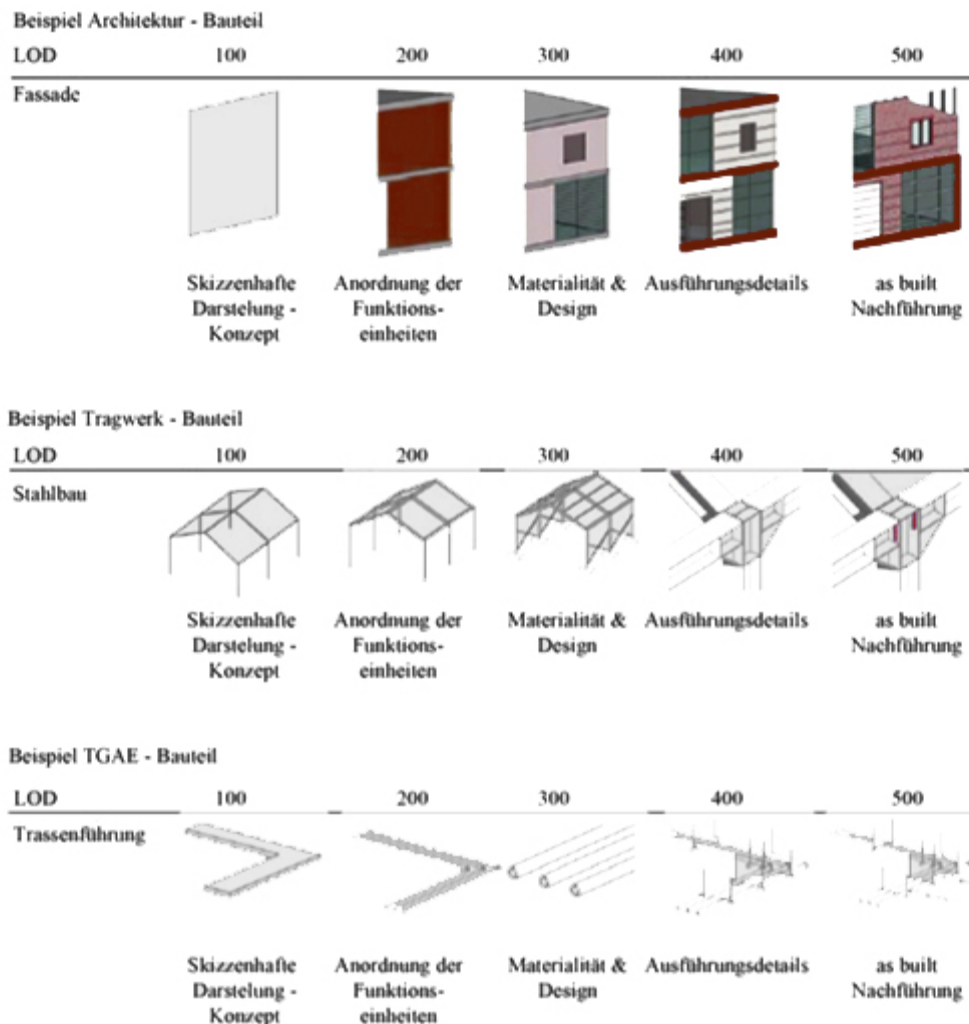 Beispiel Architektur - Bauteil
LOD 100 200 300 400 500
Fassade
Skizzenhafte Anordnung der Materialität & Ausführungsdetails as built
Darstelung - Funktions- Design Nachführung
Konzept einheiten
Beispiel Tragwerk - Bauteil
LOD 100 200 300 400 500
Stahlbau
Skizzenhafte Anordnung der Materialität & Ausführungsdetails as built
Darstelung - Funktions- Design Nachführung
Konzept einheiten
Beispiel TGAE - Bauteil
LOD 100 200 300 400 500
Trassenführung
Skizzenhafte Anordnung der Materialität & Ausführungsdetails as built
Darstelung - Funktions- Design Nachführung
Konzept einheiten